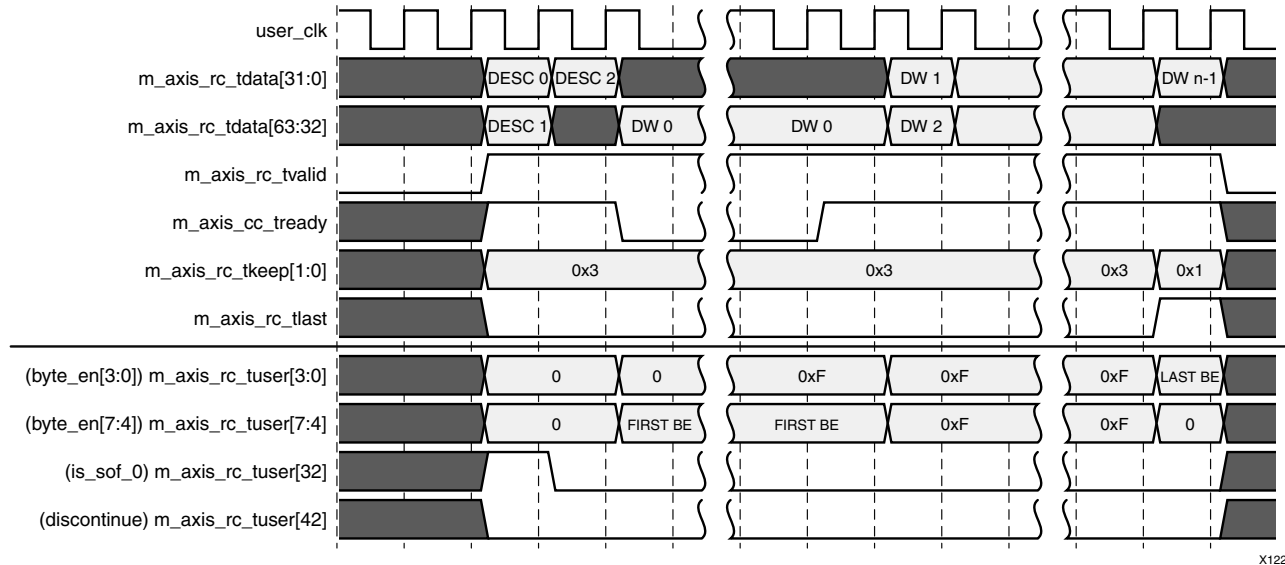 user_clk
m_axis_rc_tdata[31:0] DESC 0 DESC 2 DW 1 DW n-1
m_axis_rc_tdata[63:32] DESC 1 DW 0 DW 0 DW 2
m_axis_rc_tvalid
m_axis_cc_tready
m_axis_rc_tkeep[1:0] 0x3 0x3 0x3 0x1
m_axis_rc_tlast
(byte_en[3:0]) m_axis_rc_tuser[3:0] 0 0 0xF 0xF 0xF LAST BE
(byte_en[7:4]) m_axis_rc_tuser[7:4] 0 FIRST BE FIRST BE 0xF 0xF 0
(is_sof_0) m_axis_rc_tuser[32]
(discontinue) m_axis_rc_tuser[42]
X122